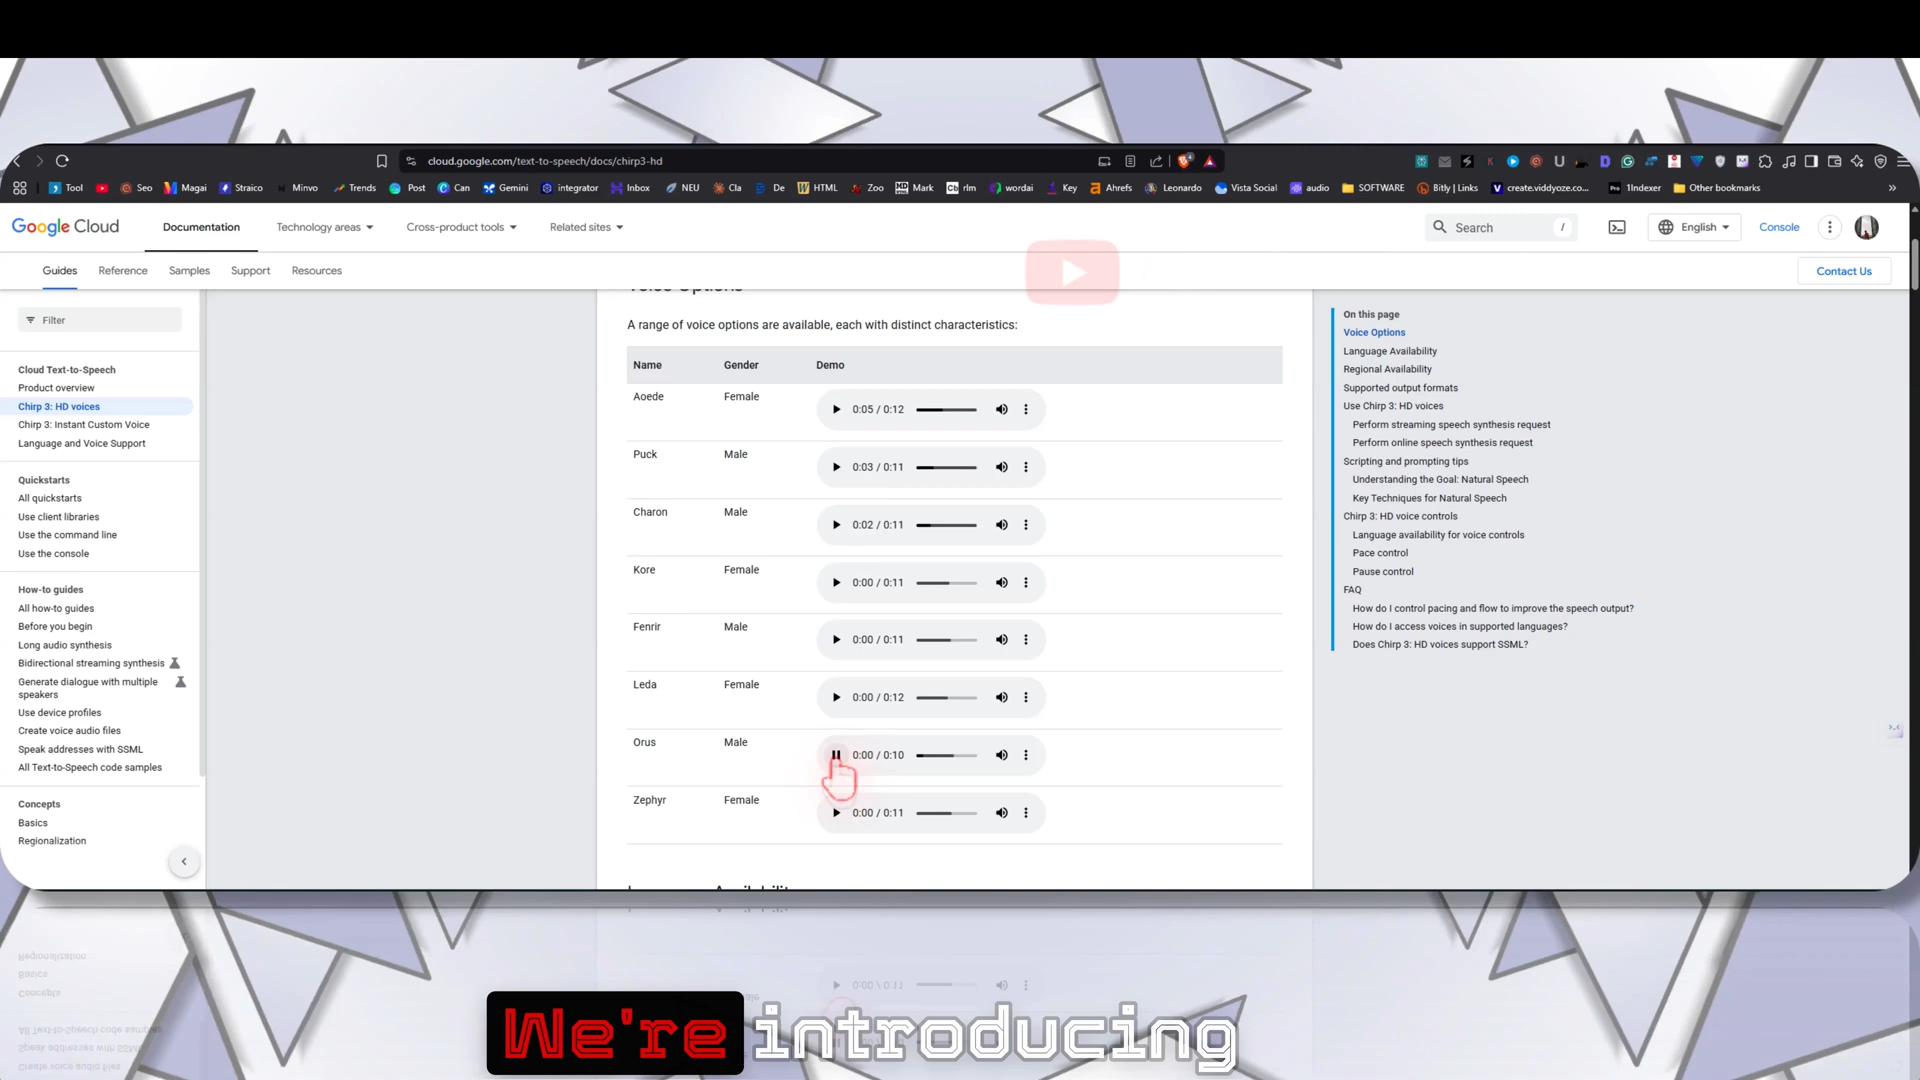 cloud.google.com/text-to-speech/docs/chirp3-hd
Tool Seo Magai Straico Minvo Trends Post Can Gemini integrator Inbox NEU Cla De HTML Zoo Mark rlm wordai Key Ahrefs Leonardo Vista Social audio SOFTWARE Bitly | Links create.viddyoze.co... 1Indexer Other bookmarks
Google Cloud Documentation Technology areas Cross-product tools Related sites Search / English Console
Guides Reference Samples Support Resources Contact Us
Filter
Cloud Text-to-Speech
Product overview
Chirp 3: HD voices
Chirp 3: Instant Custom Voice
Language and Voice Support
Quickstarts
All quickstarts
Use client libraries
Use the command line
Use the console
How-to guides
All how-to guides
Before you begin
Long audio synthesis
Bidirectional streaming synthesis
Generate dialogue with multiple
speakers
Use device profiles
Create voice audio files
Speak addresses with SSML
All Text-to-Speech code samples
Concepts
Basics
Regionalization
Voice Options
A range of voice options are available, each with distinct characteristics:
Name Gender Demo
Aoede Female 0:05 / 0:12
Puck Male 0:03 / 0:11
Charon Male 0:02 / 0:11
Kore Female 0:00 / 0:11
Fenrir Male 0:00 / 0:11
Leda Female 0:00 / 0:12
Orus Male 0:00 / 0:10
Zephyr Female 0:00 / 0:11
On this page
Voice Options
Language Availability
Regional Availability
Supported output formats
Use Chirp 3: HD voices
Perform streaming speech synthesis request
Perform online speech synthesis request
Scripting and prompting tips
Understanding the Goal: Natural Speech
Key Techniques for Natural Speech
Chirp 3: HD voice controls
Language availability for voice controls
Pace control
Pause control
FAQ
How do I control pacing and flow to improve the speech output?
How do I access voices in supported languages?
Does Chirp 3: HD voices support SSML?
We're introducing